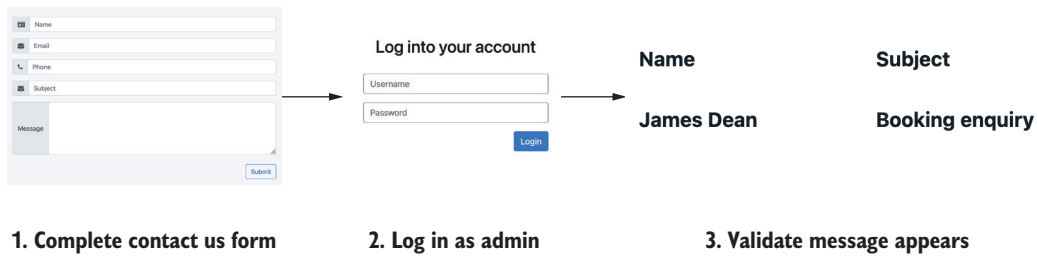 Name
Email
Phone
Subject
Message
Submit
Log into your account
Username
Password
Login
Name Subject
James Dean Booking enquiry
1. Complete contact us form
2. Log in as admin
3. Validate message appears